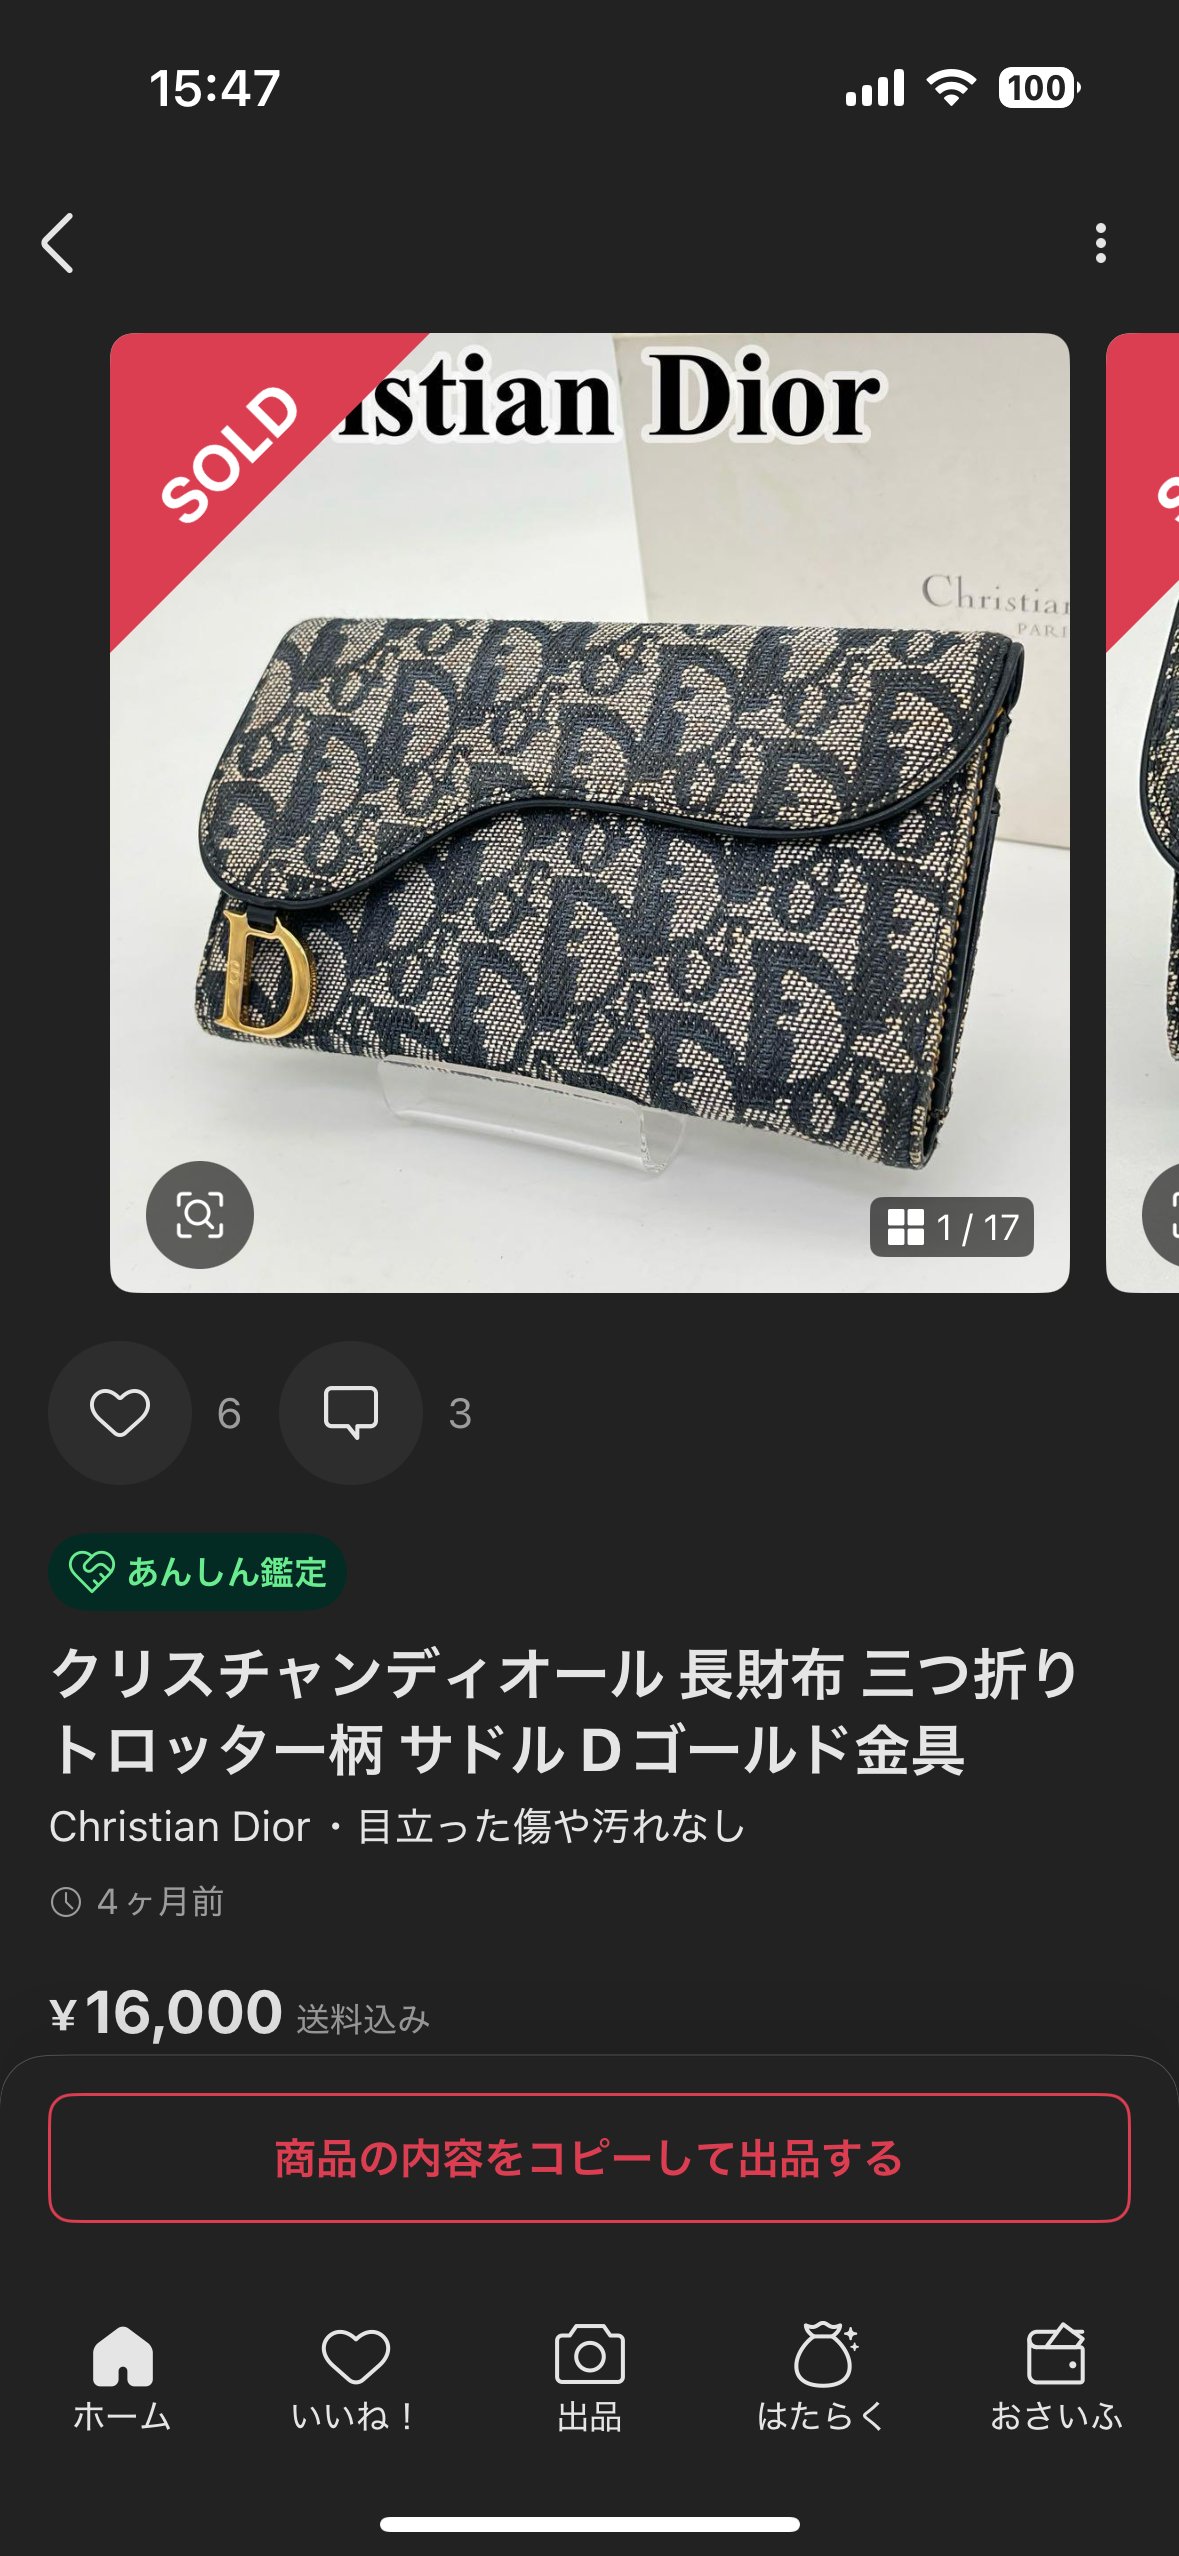 15:47
100
SOLD
istian Dior
Christian
PARI
1 / 17
6
3
あんしん鑑定
クリスチャンディオール 長財布 三つ折り
トロッター柄 サドル Dゴールド金具
Christian Dior・目立った傷や汚れなし
4ヶ月前
¥16,000 送料込み
商品の内容をコピーして出品する
ホーム
いいね！
出品
はたらく
おさいふ